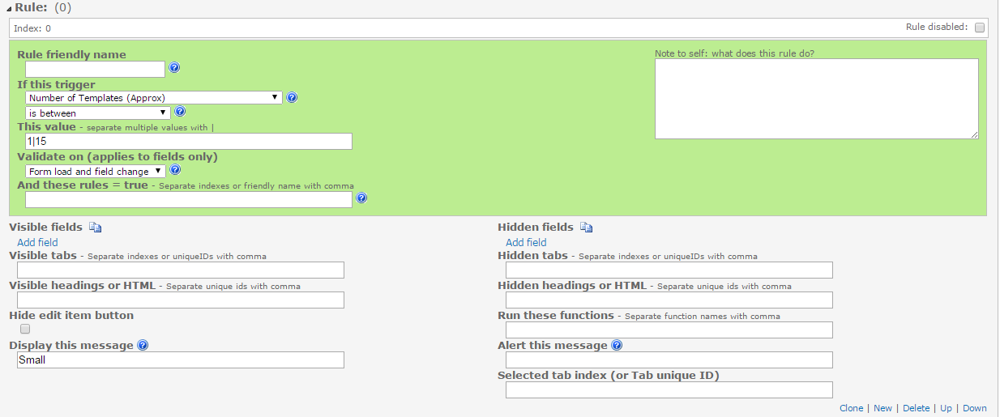 Rule: (0)
Index: 0
Rule disabled:
Rule friendly name
Note to self: what does this rule do?
If this trigger
Number of Templates (Approx)
is between
This value - separate multiple values with |
1|15
Validate on (applies to fields only)
Form load and field change
And these rules = true - Separate indexes or friendly name with comma
Visible fields
Hidden fields
Add field
Add field
Visible tabs - Separate indexes or uniqueIDs with comma
Hidden tabs - Separate indexes or uniqueIDs with comma
Visible headings or HTML - Separate unique ids with comma
Hidden headings or HTML - Separate unique ids with comma
Hide edit item button
Run these functions - Separate function names with comma
Display this message
Alert this message
Small
Selected tab index (or Tab unique ID)
Clone | New | Delete | Up | Down